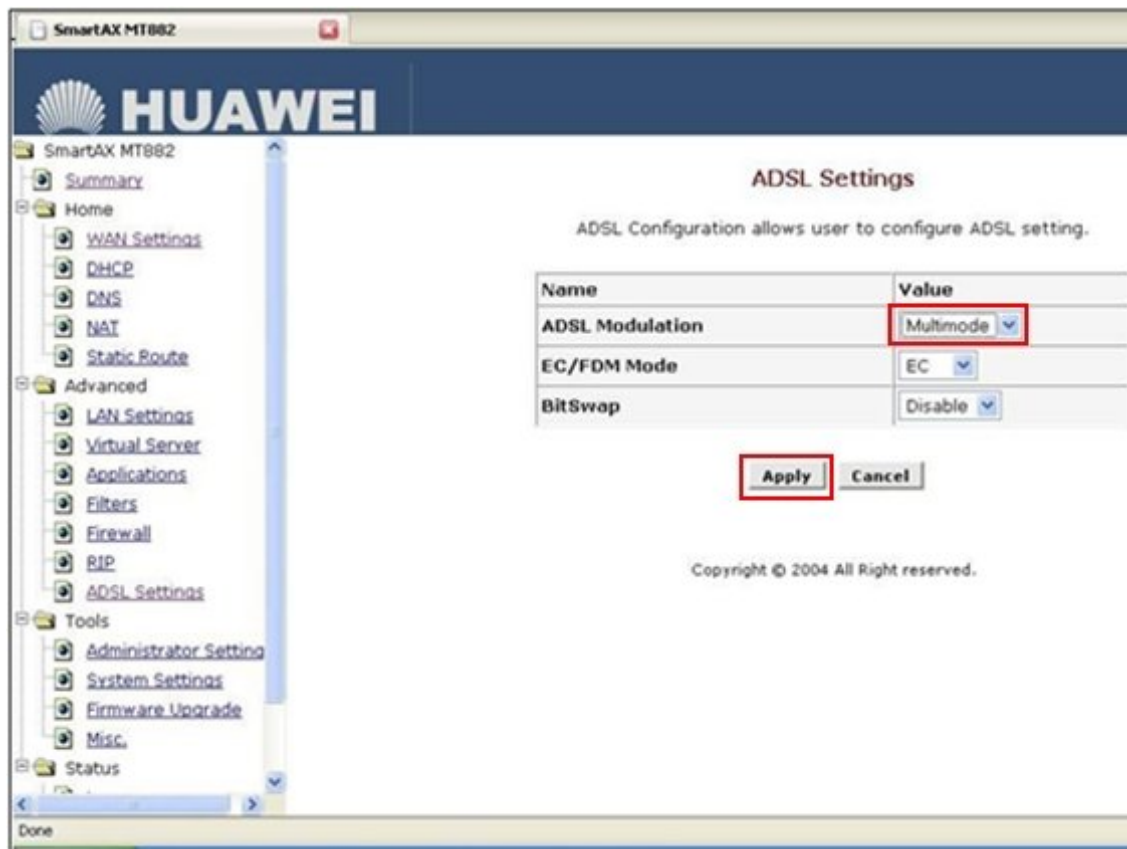 SmartAX MT882
HUAWEI
SmartAX MT882
Summary
Home
WAN Settings
DHCP
DNS
NAT
Static Route
Advanced
LAN Settings
Virtual Server
Applications
Filters
Firewall
RIP
ADSL Settings
Tools
Administrator Setting
System Settings
Firmware Upgrade
Misc.
Status
ADSL Settings
ADSL Configuration allows user to configure ADSL setting.
Name Value
ADSL Modulation Multimode
EC/FDM Mode EC
BitSwap Disable
Apply Cancel
Copyright © 2004 All Right reserved.
Done